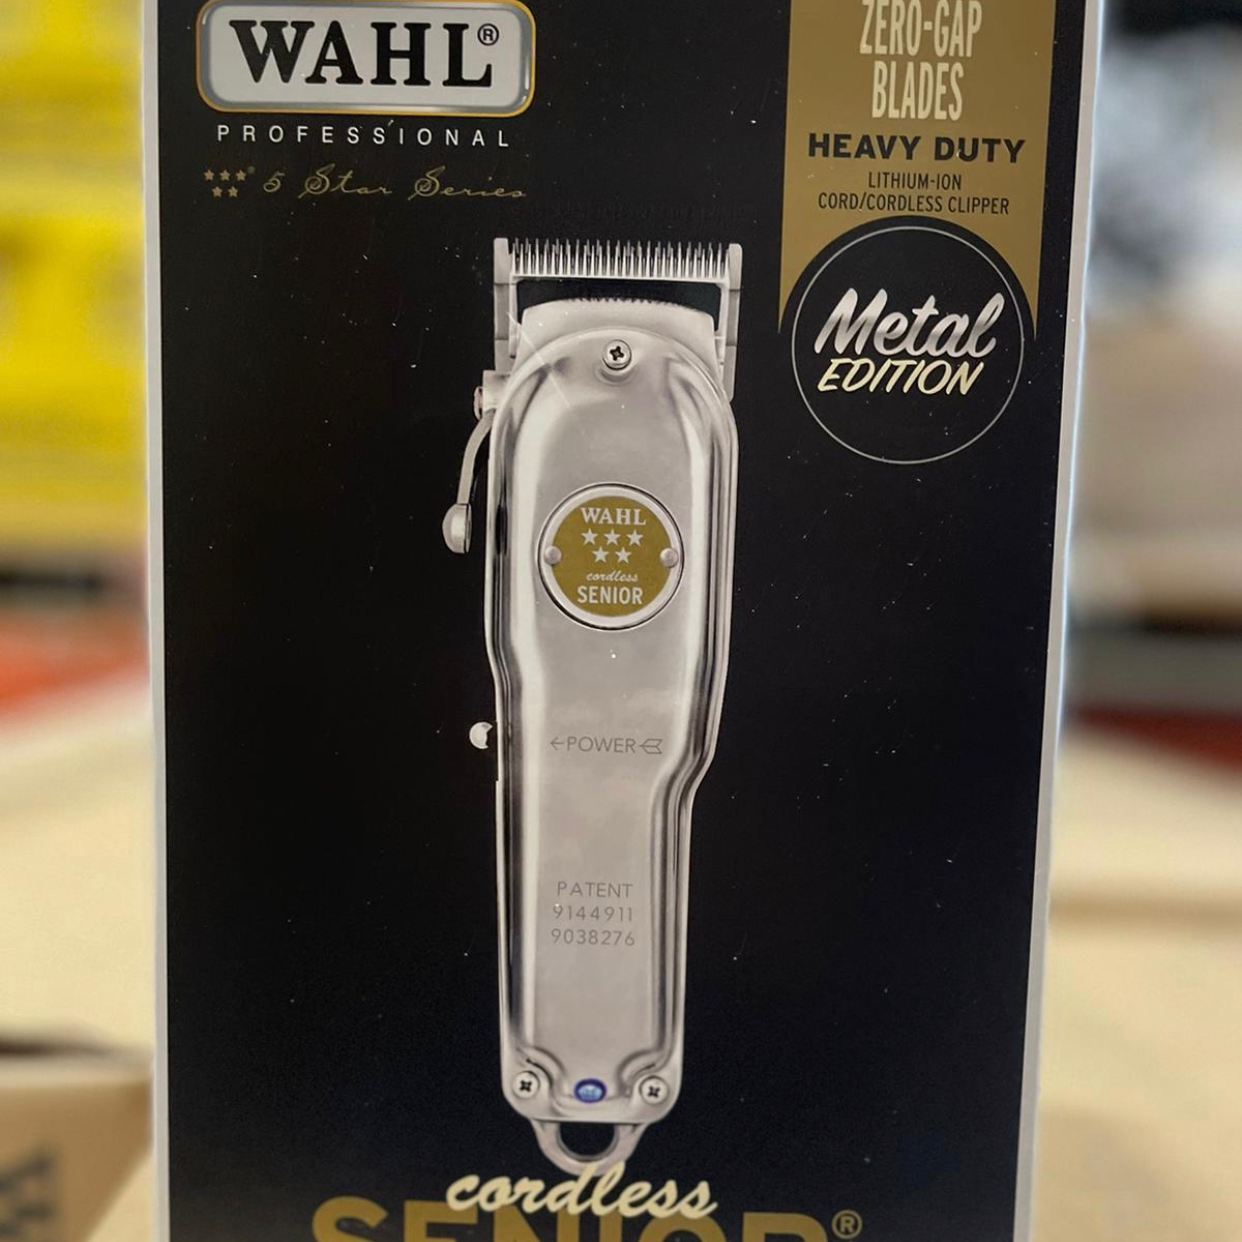 WAHL®
PROFESSIONAL
5 Star Series
ZERO-GAP
BLADES
HEAVY DUTY
LITHIUM-ION
CORD/CORDLESS CLIPPER
Metal
EDITION
WAHL
cordless
SENIOR
POWER
PATENT
9144911
9038276
cordless
SENIOR®